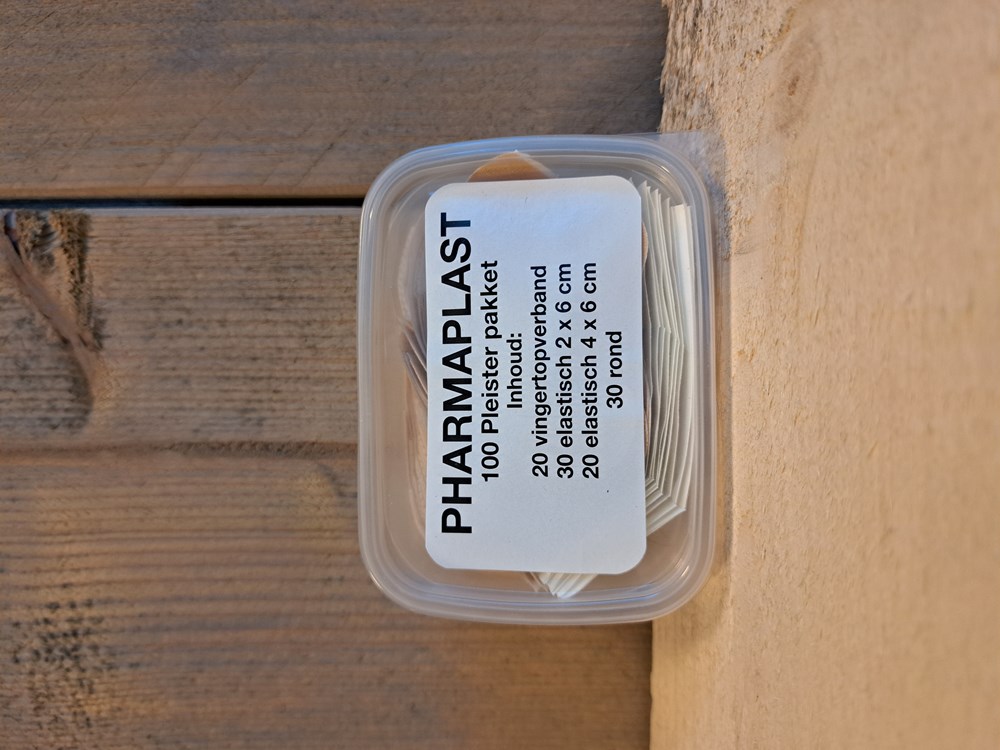 PHARMAPLAST
100 Pleister pakket
Inhoud:
20 vingertopverband
30 elastisch 2 x 6 cm
20 elastisch 4 x 6 cm
30 rond